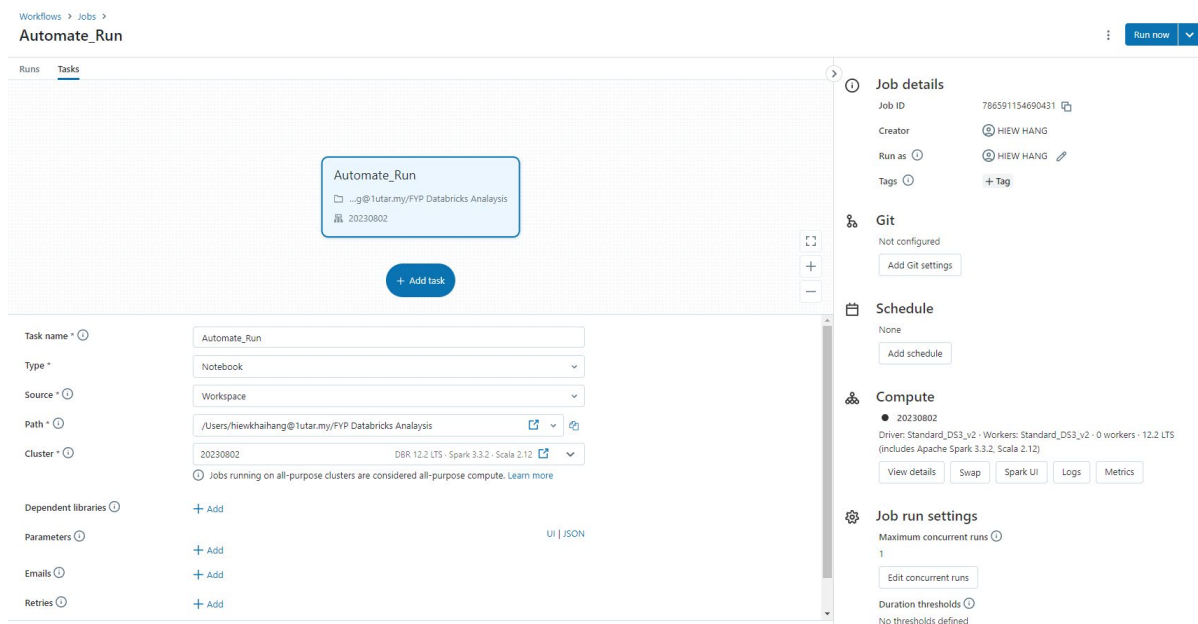 Workflows > Jobs >
Automate_Run
Run now
Runs Tasks
Automate_Run
...g@1utar.my/FYP Databricks Analaysis
20230802
+ Add task
Task name *
Automate_Run
Type *
Notebook
Source *
Workspace
Path *
/Users/hiewkhaihang@1utar.my/FYP Databricks Analaysis
Cluster *
20230802 DBR 12.2 LTS · Spark 3.3.2 · Scala 2.12
Jobs running on all-purpose clusters are considered all-purpose compute. Learn more
Dependent libraries
+ Add
Parameters
UI | JSON
+ Add
Emails
+ Add
Retries
+ Add
Job details
Job ID 786591154690431
Creator HIEW HANG
Run as HIEW HANG
Tags + Tag
Git
Not configured
Add Git settings
Schedule
None
Add schedule
Compute
20230802
Driver: Standard_DS3_v2 · Workers: Standard_DS3_v2 · 0 workers · 12.2 LTS
(includes Apache Spark 3.3.2, Scala 2.12)
View details Swap Spark UI Logs Metrics
Job run settings
Maximum concurrent runs
1
Edit concurrent runs
Duration thresholds
No thresholds defined